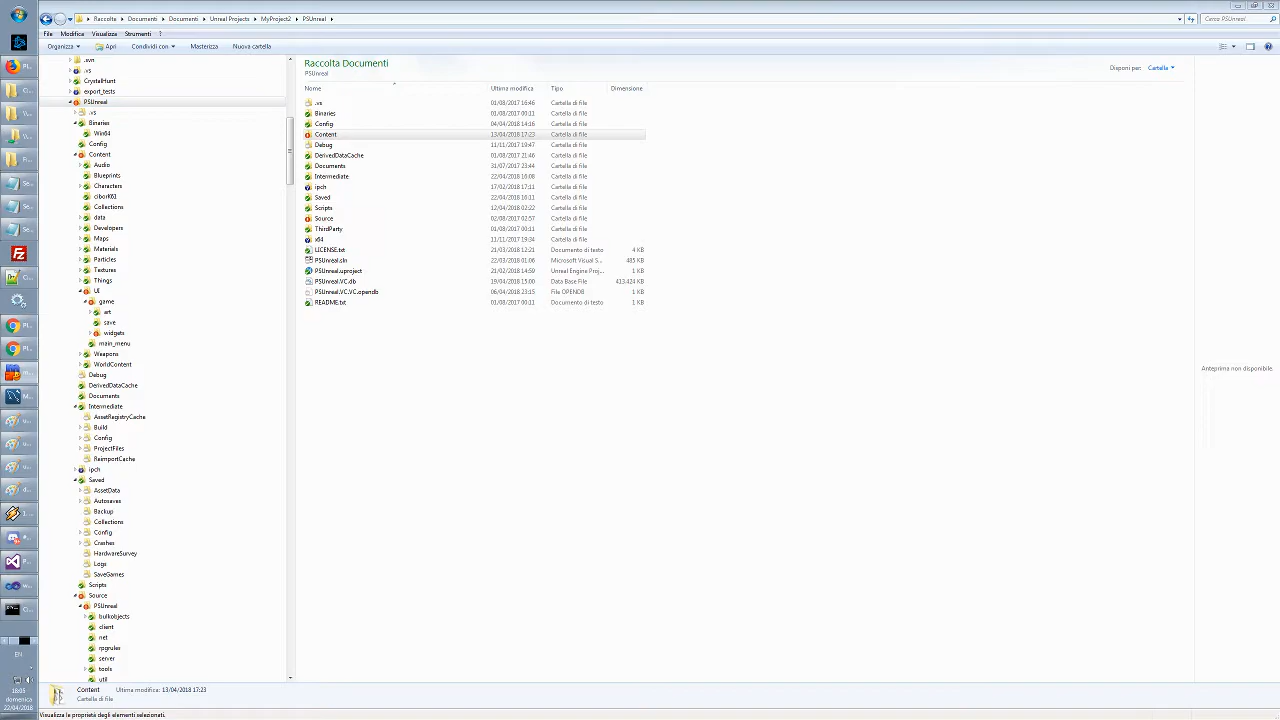 Raccolta Documenti Documenti Unreal Projects MyProject2 PSUnreal
Cerca PSUnreal
File Modifica Visualizza Strumenti ?
Organizza Apri Condividi con Masterizza Nuova cartella
.svn
.vs
CrystalHunt
export_tests
PSUnreal
.vs
Binaries
Win64
Config
Content
Audio
Blueprints
Characters
ciborK61
Collections
data
Developers
Maps
Materials
Particles
Textures
Things
UI
game
art
save
widgets
main_menu
Weapons
WorldContent
Debug
DerivedDataCache
Documents
Intermediate
AssetRegistryCache
Build
Config
ProjectFiles
ReimportCache
ipch
Saved
AssetData
Autosaves
Backup
Collections
Config
Crashes
HardwareSurvey
Logs
SaveGames
Scripts
Source
PSUnreal
bulkobjects
client
net
rpgrules
server
tools
util
Raccolta Documenti
PSUnreal
Disponi per: Cartella
Nome Ultima modifica Tipo Dimensione
.vs 01/08/2017 16:46 Cartella di file
Binaries 01/08/2017 00:11 Cartella di file
Config 04/04/2018 14:16 Cartella di file
Content 13/04/2018 17:23 Cartella di file
Debug 11/11/2017 19:47 Cartella di file
DerivedDataCache 01/08/2017 21:46 Cartella di file
Documents 31/07/2017 23:44 Cartella di file
Intermediate 22/04/2018 16:08 Cartella di file
ipch 17/02/2018 17:11 Cartella di file
Saved 22/04/2018 16:11 Cartella di file
Scripts 12/04/2018 02:22 Cartella di file
Source 02/08/2017 02:57 Cartella di file
ThirdParty 01/08/2017 00:11 Cartella di file
x64 11/11/2017 19:34 Cartella di file
LICENSE.txt 21/03/2018 12:21 Documento di testo 4 KB
PSUnreal.sln 22/03/2018 01:06 Microsoft Visual S... 485 KB
PSUnreal.uproject 21/02/2018 14:59 Unreal Engine Proj... 1 KB
PSUnreal.VC.db 19/04/2018 15:00 Data Base File 413.424 KB
PSUnreal.VC.VC.opendb 06/04/2018 23:15 File OPENDB 1 KB
README.txt 01/08/2017 00:11 Documento di testo 1 KB
Anteprima non disponibile.
Content Ultima modifica: 13/04/2018 17:23
Cartella di file
Visualizza le proprietà degli elementi selezionati.
EN
18:05
domenica
22/04/2018